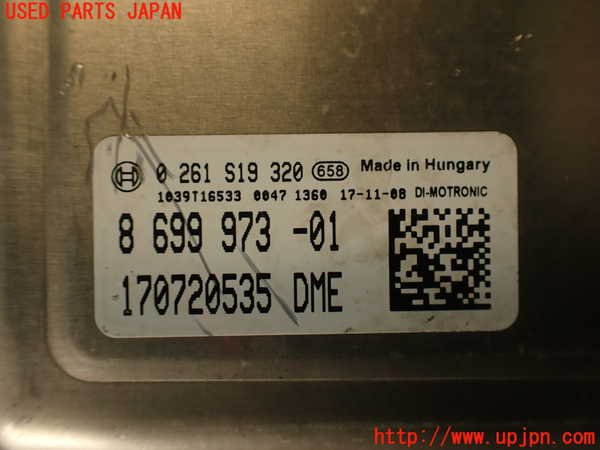 USED PARTS JAPAN
0 261 S19 320 658 Made in Hungary
1039T16533 0047 1360 17-11-08 DI-MOTRONIC
8 699 973 -01
170720535 DME
http://www.upjpn.com/